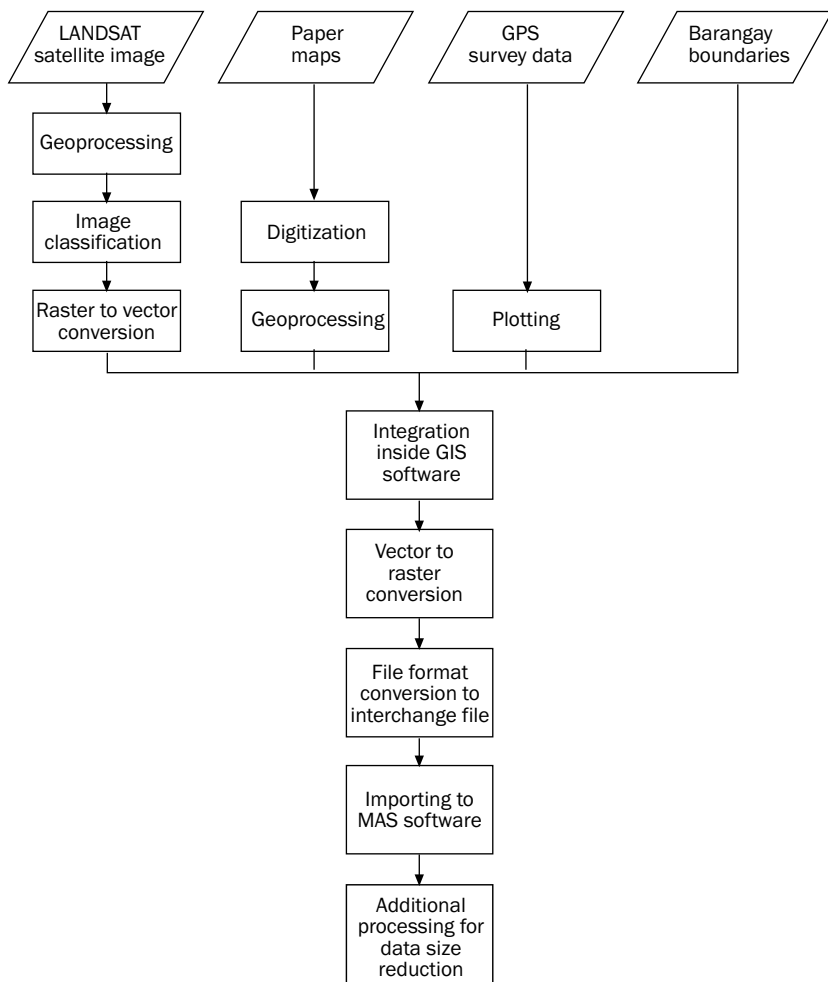 LANDSAT
satellite image
Paper
maps
GPS
survey data
Barangay
boundaries
Geoprocessing
Image
classification
Digitization
Raster to vector
conversion
Geoprocessing
Plotting
Integration
inside GIS
software
Vector to
raster
conversion
File format
conversion to
interchange file
Importing to
MAS software
Additional
processing for
data size
reduction